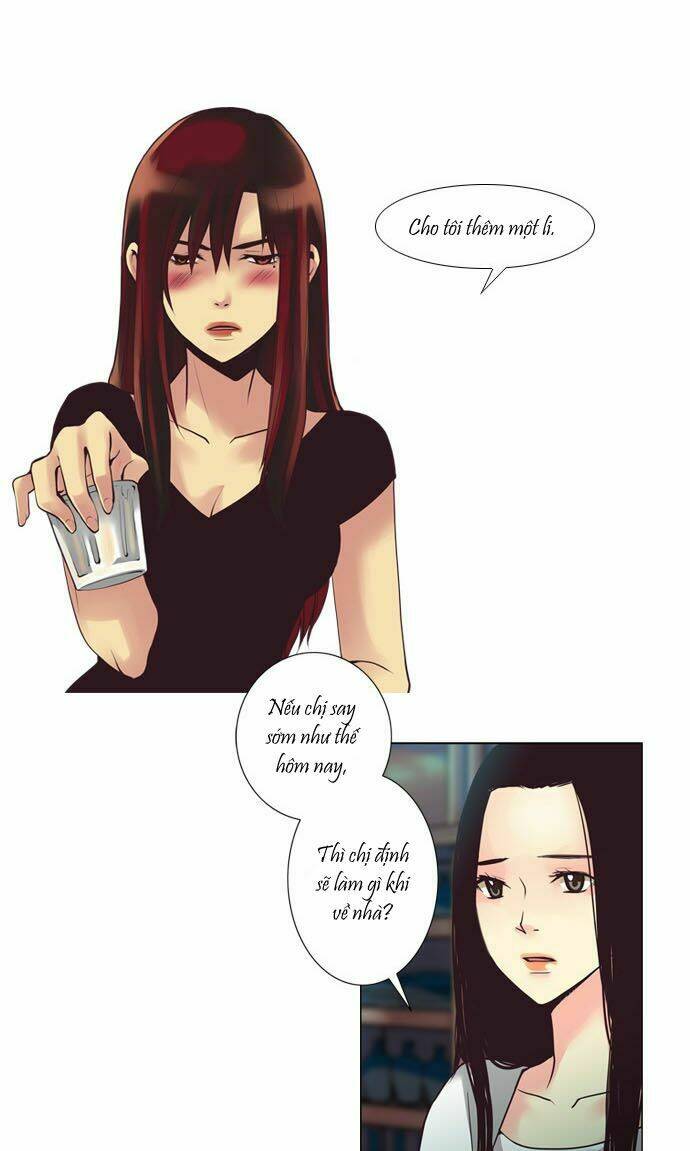 Cho tôi thêm một li.
Nếu chị say
sớm như thế
hôm nay,
Thì chị định
sẽ làm gì khi
về nhà?